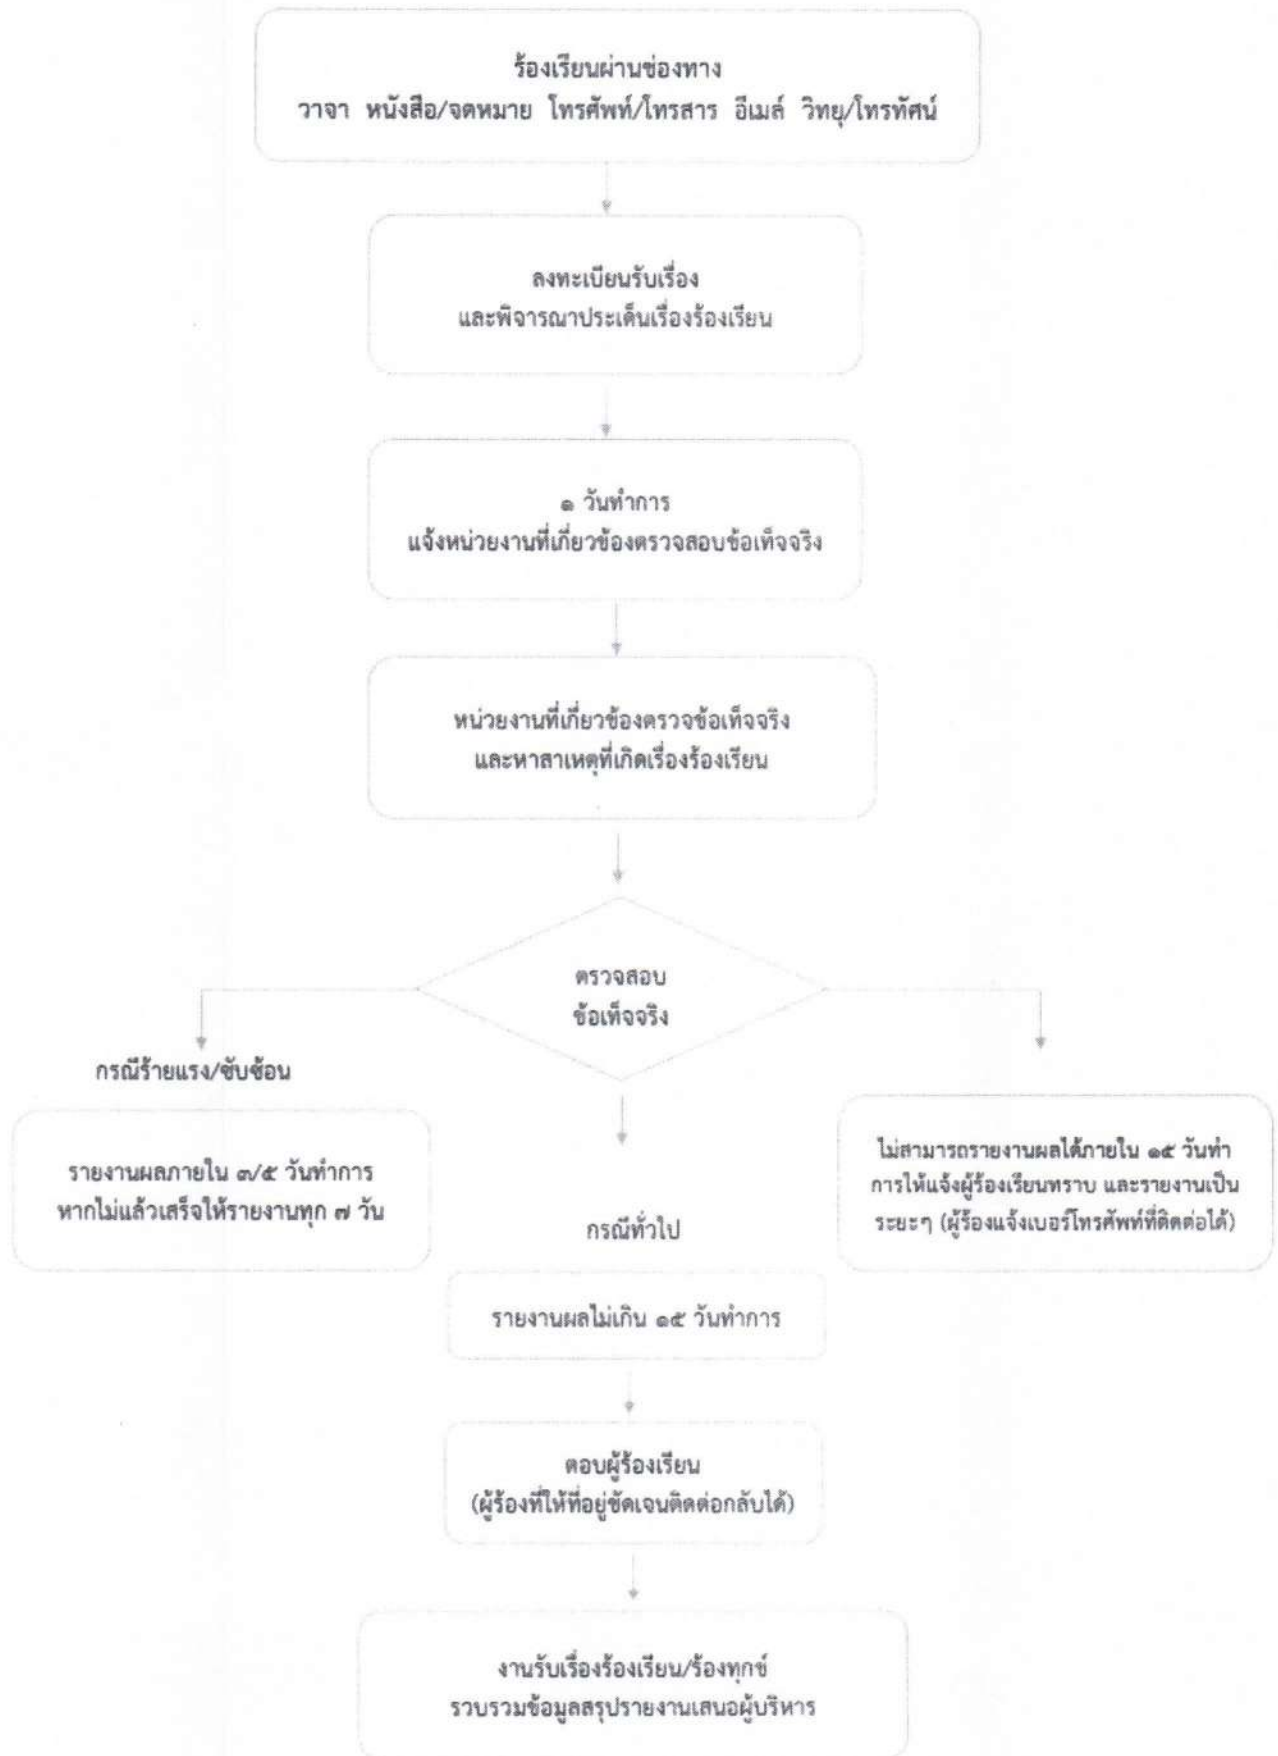 ร้องเรียนผ่านช่องทาง
วาจา หนังสือ/จดหมาย โทรศัพท์/โทรสาร อีเมล์ วิทยุ/โทรทัศน์
ลงทะเบียนรับเรื่อง
และพิจารณาประเด็นเรื่องร้องเรียน
๑ วันทำการ
แจ้งหน่วยงานที่เกี่ยวข้องตรวจสอบข้อเท็จจริง
หน่วยงานที่เกี่ยวข้องตรวจข้อเท็จจริง
และหาสาเหตุที่เกิดเรื่องร้องเรียน
ตรวจสอบ
ข้อเท็จจริง
กรณีร้ายแรง/ซับซ้อน
รายงานผลภายใน ๓/๕ วันทำการ
หากไม่แล้วเสร็จให้รายงานทุก ๗ วัน
กรณีทั่วไป
รายงานผลไม่เกิน ๑๕ วันทำการ
ไม่สามารถรายงานผลได้ภายใน ๑๕ วันทำ
การให้แจ้งผู้ร้องเรียนทราบ และรายงานเป็น
ระยะๆ (ผู้ร้องแจ้งเบอร์โทรศัพท์ที่ติดต่อได้)
ตอบผู้ร้องเรียน
(ผู้ร้องที่ให้ที่อยู่ชัดเจนติดต่อกลับได้)
งานรับเรื่องร้องเรียน/ร้องทุกข์
รวบรวมข้อมูลสรุปรายงานเสนอผู้บริหาร